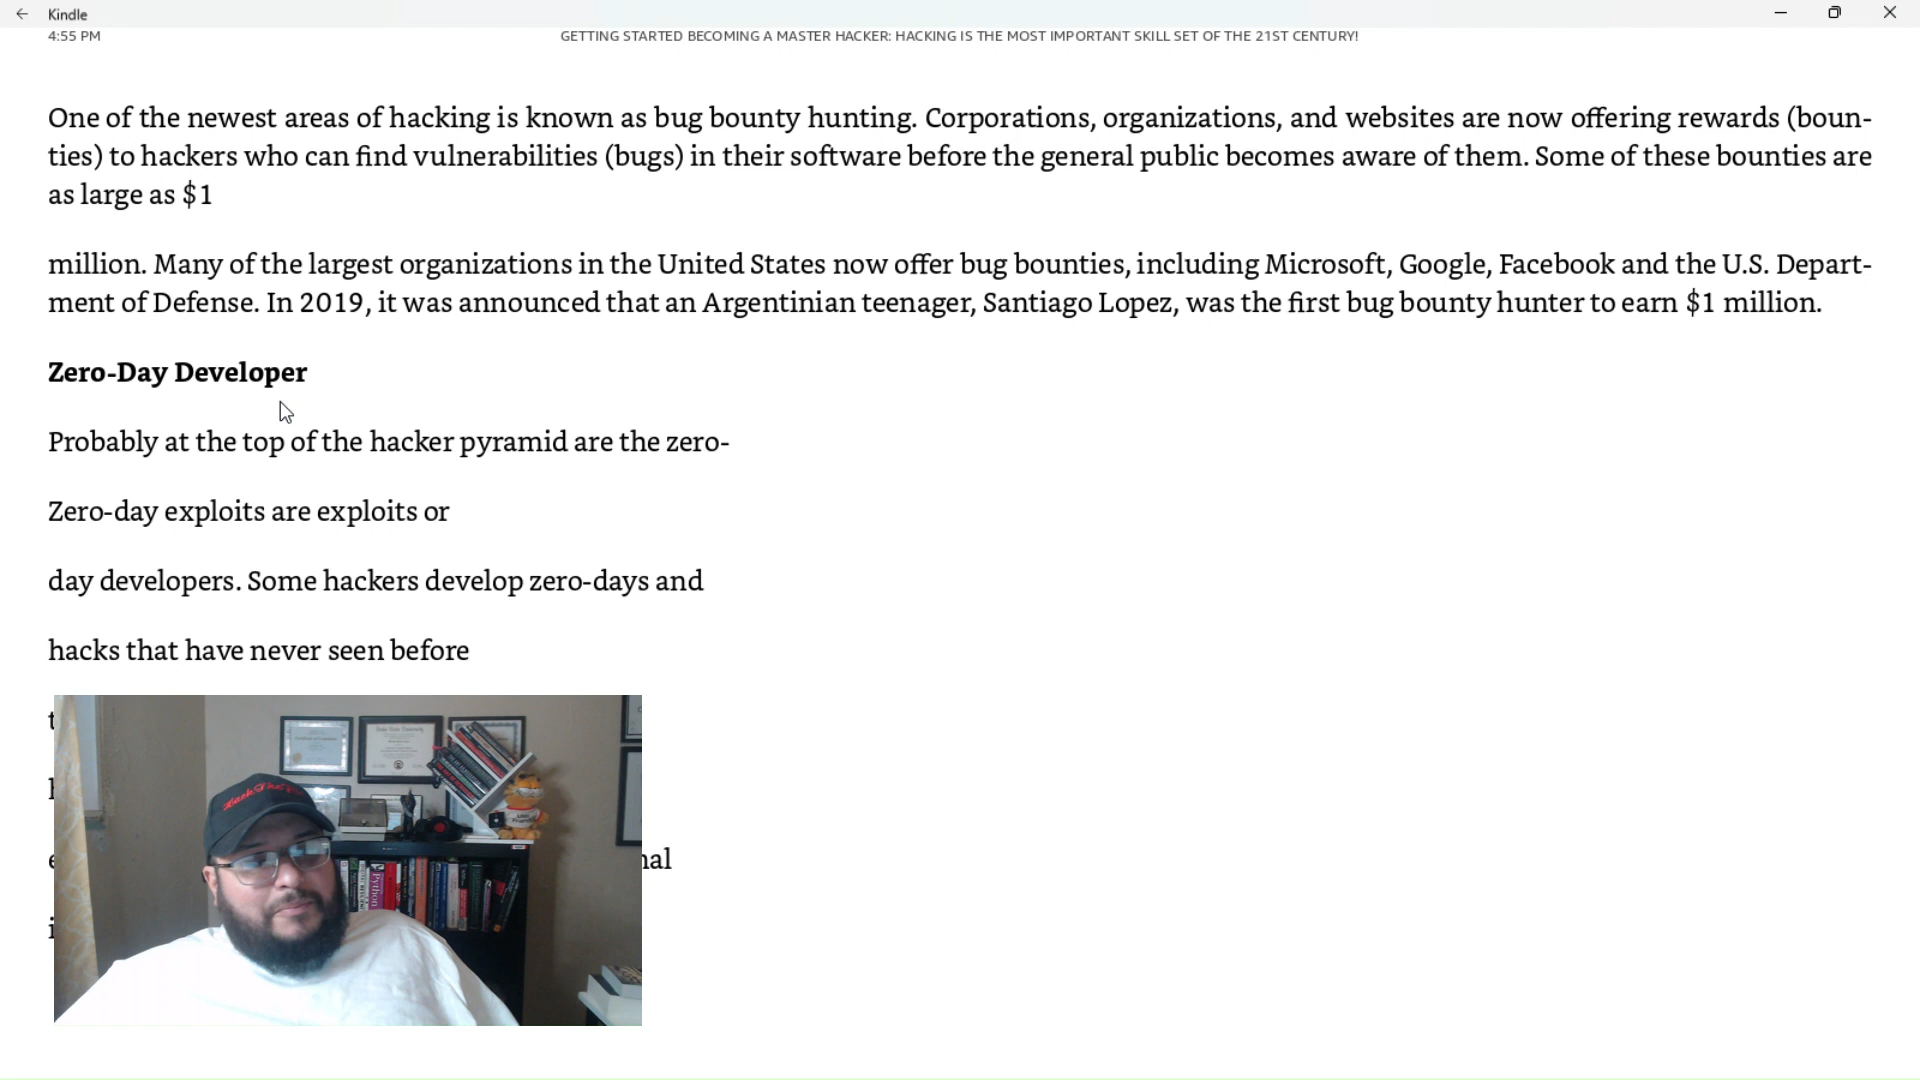 Kindle
4:55 PM
GETTING STARTED BECOMING A MASTER HACKER: HACKING IS THE MOST IMPORTANT SKILL SET OF THE 21ST CENTURY!
One of the newest areas of hacking is known as bug bounty hunting. Corporations, organizations, and websites are now offering rewards (boun-
ties) to hackers who can find vulnerabilities (bugs) in their software before the general public becomes aware of them. Some of these bounties are
as large as $1
million. Many of the largest organizations in the United States now offer bug bounties, including Microsoft, Google, Facebook and the U.S. Depart-
ment of Defense. In 2019, it was announced that an Argentinian teenager, Santiago Lopez, was the first bug bounty hunter to earn $1 million.
Zero-Day Developer
Probably at the top of the hacker pyramid are the zero-
Zero-day exploits are exploits or
day developers. Some hackers develop zero-days and
hacks that have never seen before
Python